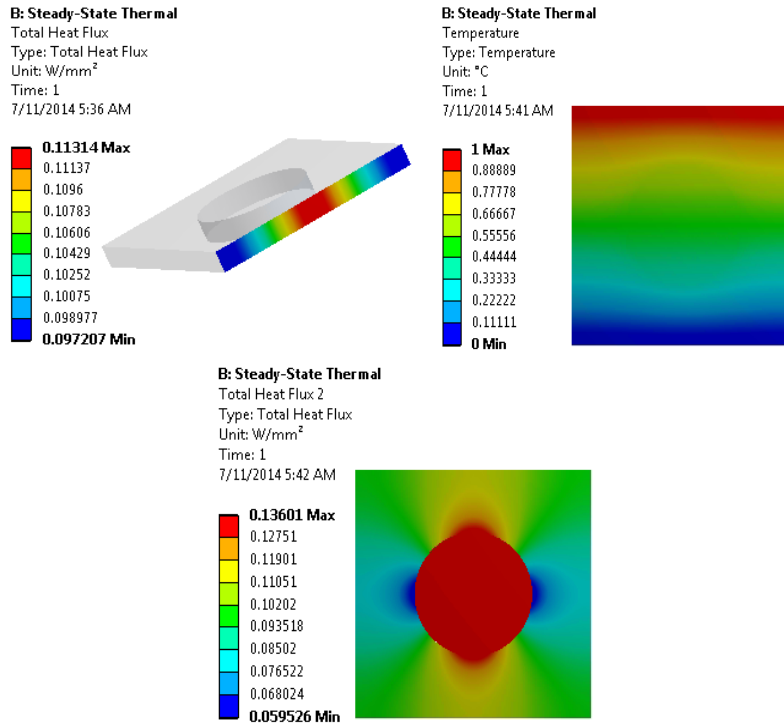 B: Steady-State Thermal
Total Heat Flux
Type: Total Heat Flux
Unit: W/mm²
Time: 1
7/11/2014 5:36 AM
0.11314 Max
0.11137
0.1096
0.10783
0.10606
0.10429
0.10252
0.10075
0.098977
0.097207 Min
B: Steady-State Thermal
Temperature
Type: Temperature
Unit: °C
Time: 1
7/11/2014 5:41 AM
1 Max
0.88889
0.77778
0.66667
0.55556
0.44444
0.33333
0.22222
0.11111
0 Min
B: Steady-State Thermal
Total Heat Flux 2
Type: Total Heat Flux
Unit: W/mm²
Time: 1
7/11/2014 5:42 AM
0.13601 Max
0.12751
0.11901
0.11051
0.10202
0.093518
0.08502
0.076522
0.068024
0.059526 Min